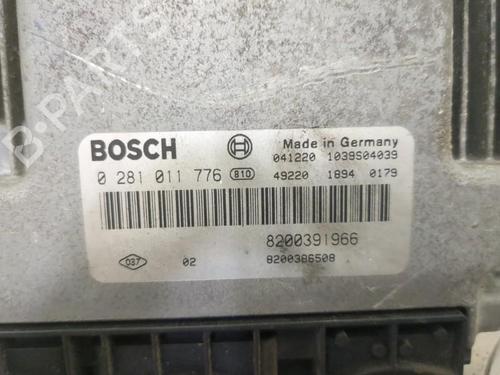 B-PARTS
BOSCH Made in Germany
041220 1039S04039
0 281 011 776 810 49220 1894 0179
8200391966
037 02 8200386508